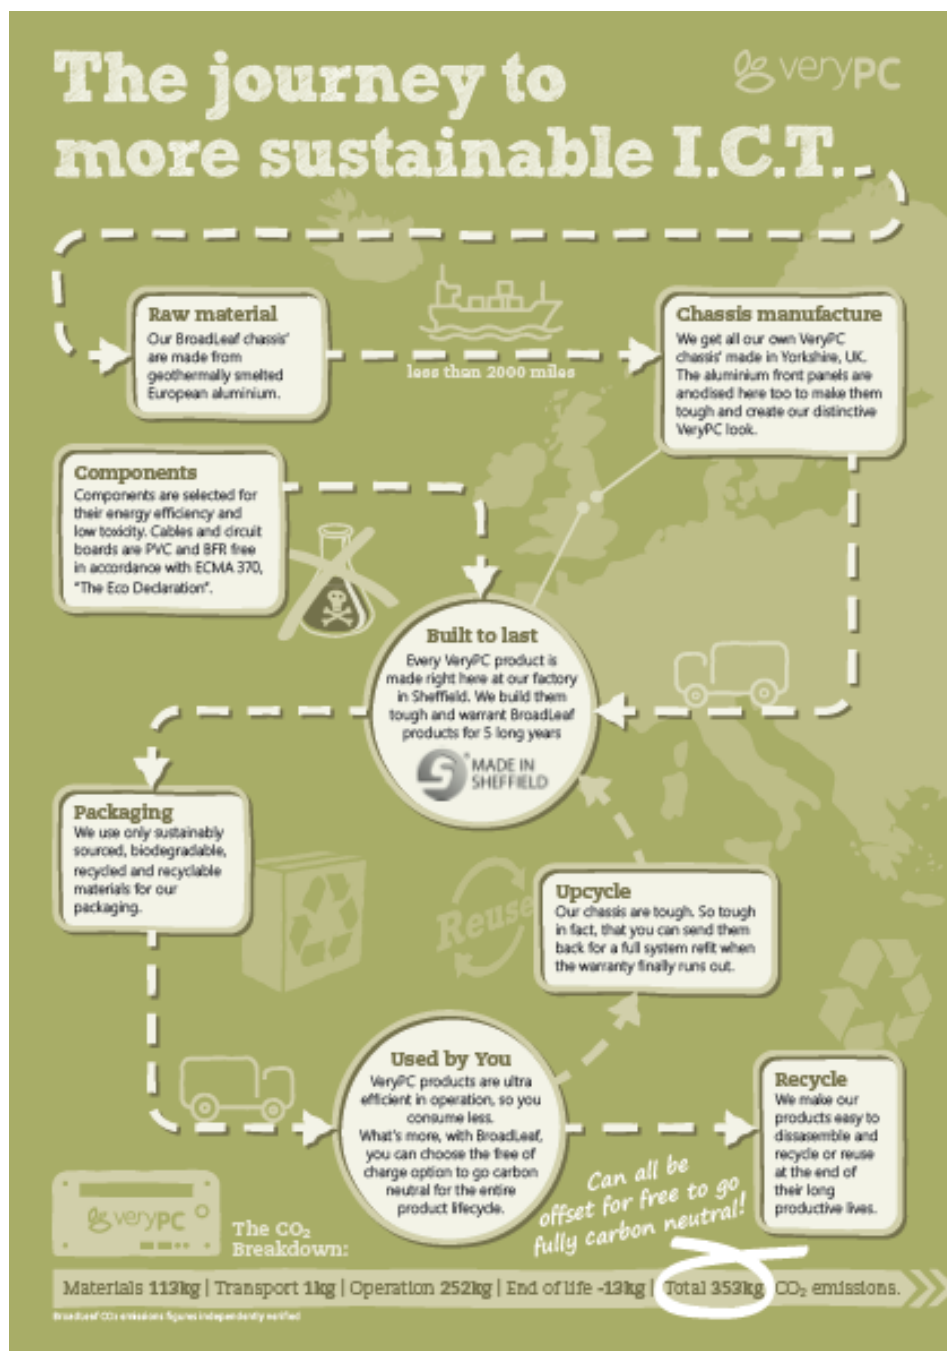 The journey to
more sustainable I.C.T.
veryPC
Raw material
Our BroadLeaf chassis'
are made from
geothermally smelted
European aluminium.
less than 2000 miles
Chassis manufacture
We get all our own VeryPC
chassis' made in Yorkshire, UK.
The aluminium front panels are
anodised here too to make them
tough and create our distinctive
VeryPC look.
Components
Components are selected for
their energy efficiency and
low toxicity. Cables and circuit
boards are PVC and BFR free
in accordance with ECMA 370,
"The Eco Declaration".
Built to last
Every VeryPC product is
made right here at our factory
in Sheffield. We build them
tough and warrant BroadLeaf
products for 5 long years
MADE IN
SHEFFIELD
Packaging
We use only sustainably
sourced, biodegradable,
recycled and recyclable
materials for our
packaging.
Reuse
Upcycle
Our chassis are tough. So tough
in fact, that you can send them
back for a full system refit when
the warranty finally runs out.
Used by You
VeryPC products are ultra
efficient in operation, so you
consume less.
What's more, with BroadLeaf,
you can choose the free of
charge option to go carbon
neutral for the entire
product lifecycle.
Recycle
We make our
products easy to
dissasemble and
recycle or reuse
at the end of
their long
productive lives.
Can all be
offset for free to go
fully carbon neutral!
veryPC
The CO₂
Breakdown:
Materials 113kg | Transport 1kg | Operation 252kg | End of life -13kg | Total 353kg CO₂ emissions.
BroadLeaf CO₂ emissions figures independently verified